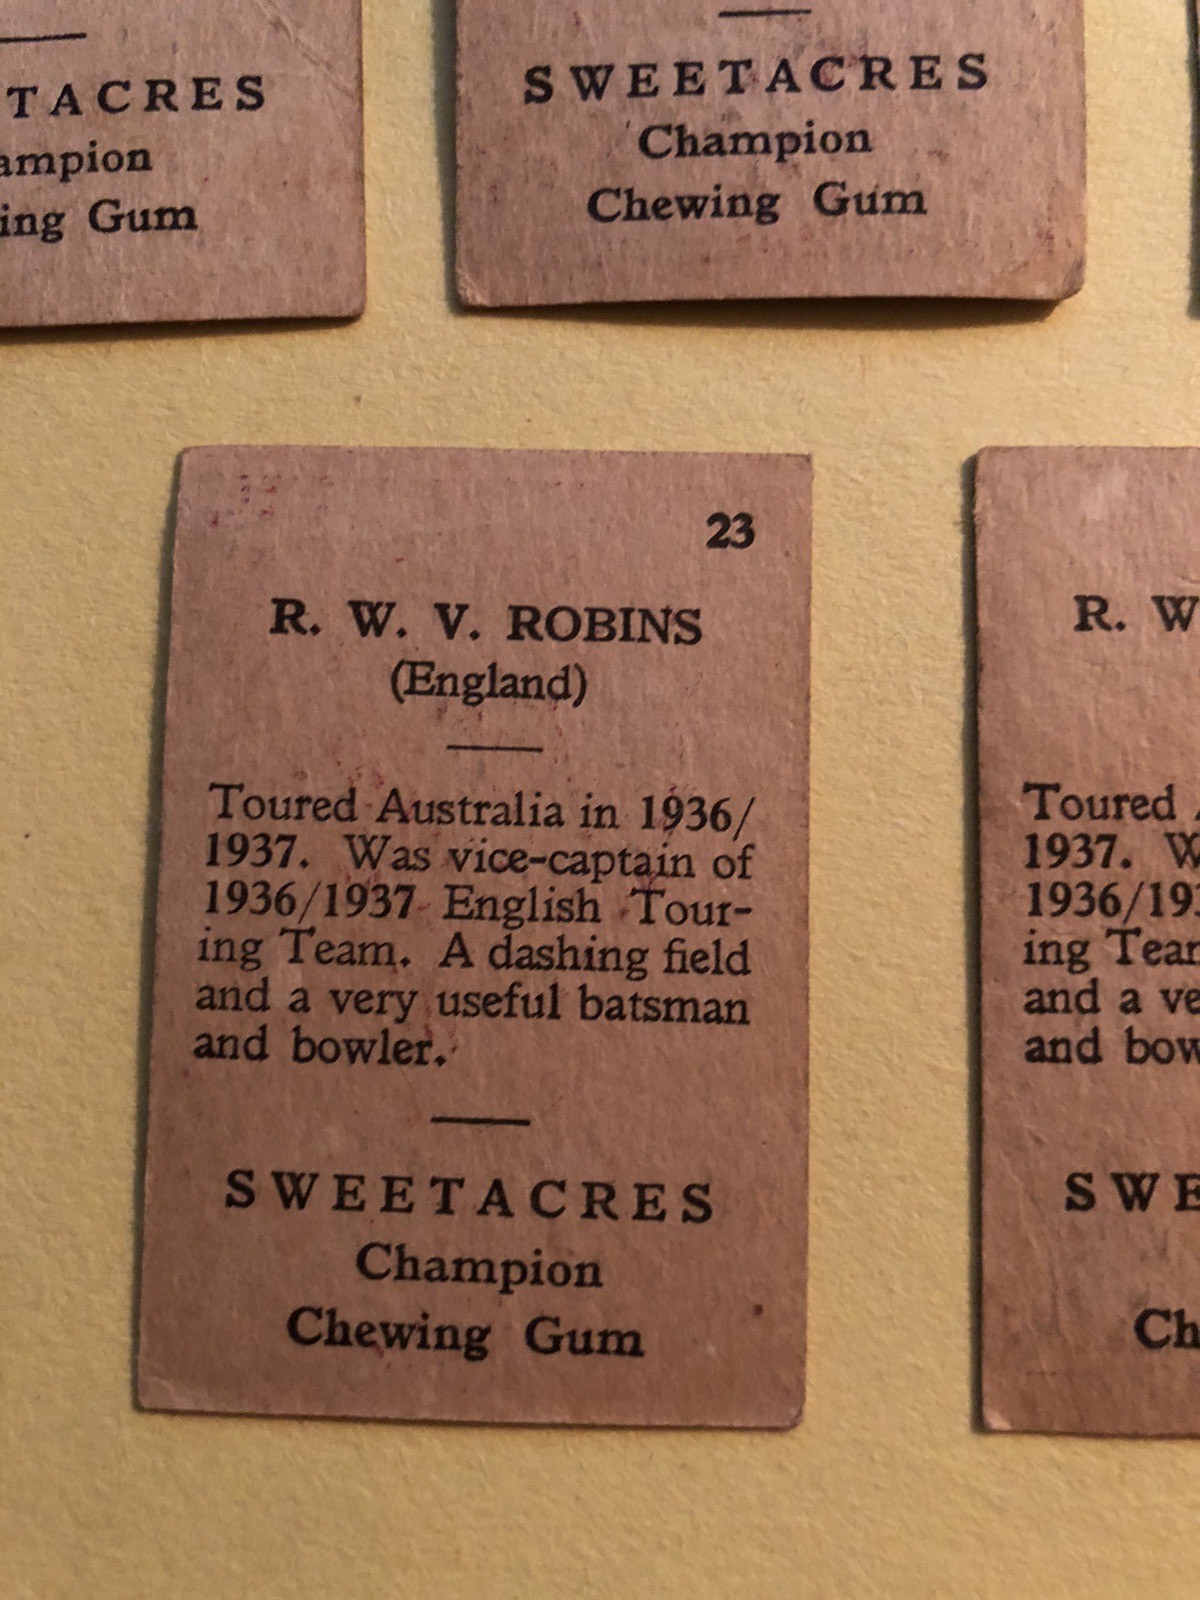 TACRES
ampion
ing Gum
SWEETACRES
Champion
Chewing Gum
23
R. W. V. ROBINS
(England)
Toured Australia in 1936/
1937. Was vice-captain of
1936/1937 English Tour-
ing Team. A dashing field
and a very useful batsman
and bowler.
SWEETACRES
Champion
Chewing Gum
R. W
Toured
1937. W
1936/193
ing Tear
and a ve
and bow
SWE
Ch